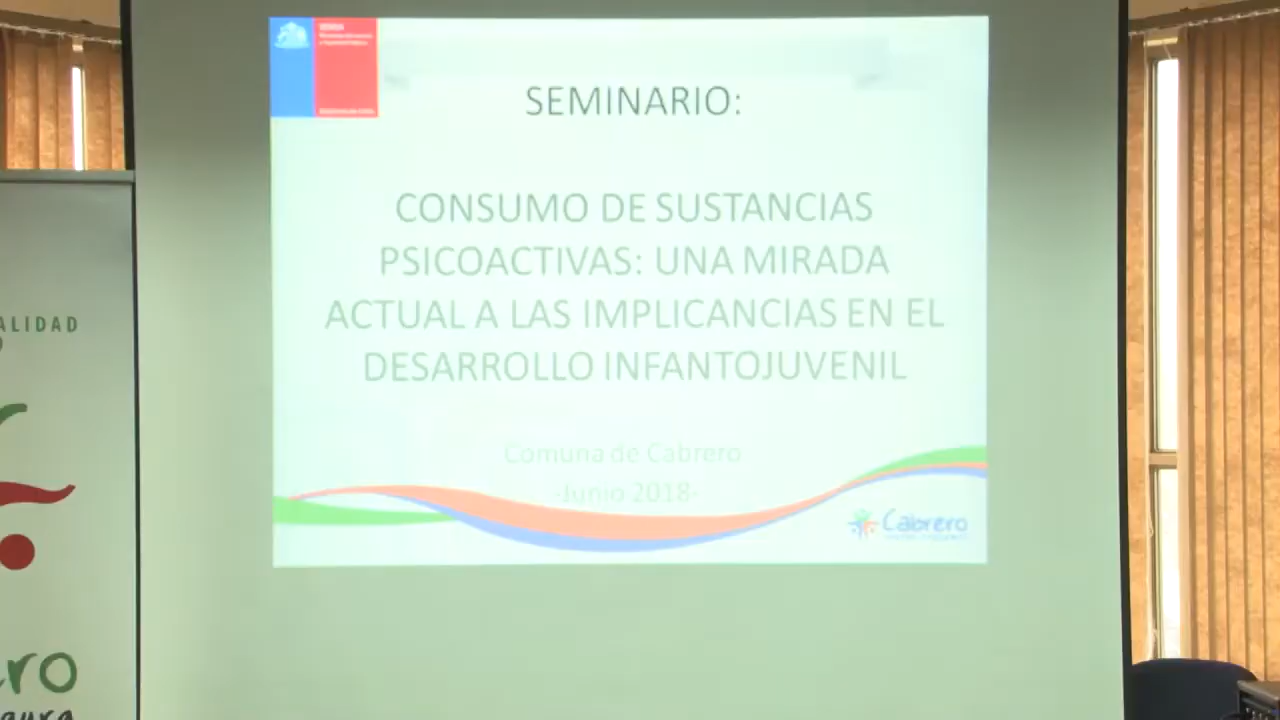 SEMINARIO:
CONSUMO DE SUSTANCIAS
PSICOACTIVAS: UNA MIRADA
ACTUAL A LAS IMPLICANCIAS EN EL
DESARROLLO INFANTOJUVENIL
Comuna de Cabrero
-Junio 2018-
Cabrero
ALIDAD
ero